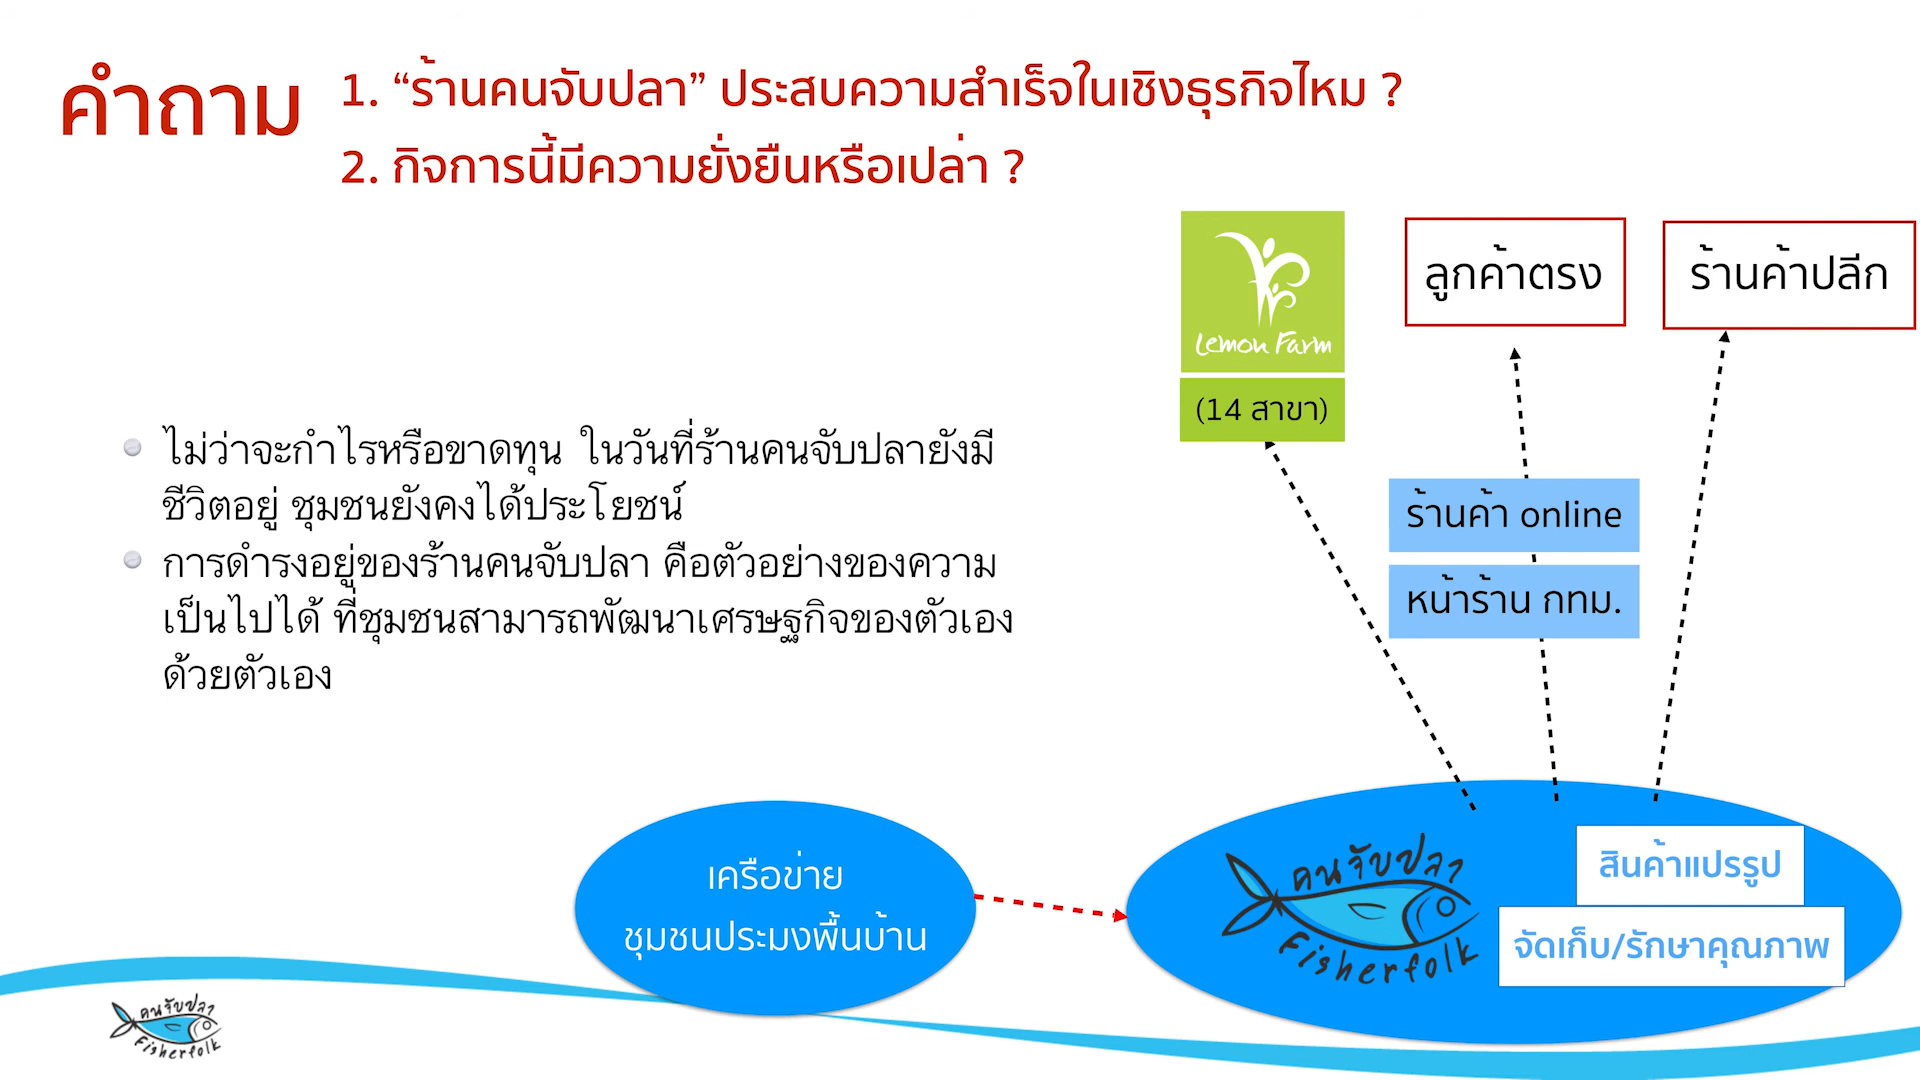 คำถาม
1. “ร้านคนจับปลา” ประสบความสำเร็จในเชิงธุรกิจไหม ?
2. กิจการนี้มีความยั่งยืนหรือเปล่า ?
Lemon Farm
(14 สาขา)
ลูกค้าตรง
ร้านค้าปลีก
ไม่ว่าจะกำไรหรือขาดทุน ในวันที่ร้านคนจับปลายังมี
ชีวิตอยู่ ชุมชนยังคงได้ประโยชน์
การดำรงอยู่ของร้านคนจับปลา คือตัวอย่างของความ
เป็นไปได้ ที่ชุมชนสามารถพัฒนาเศรษฐกิจของตัวเอง
ด้วยตัวเอง
ร้านค้า online
หน้าร้าน กทม.
เครือข่าย
ชุมชนประมงพื้นบ้าน
คนจับปลา
Fisherfolk
สินค้าแปรรูป
จัดเก็บ/รักษาคุณภาพ
คนจับปลา
Fisherfolk